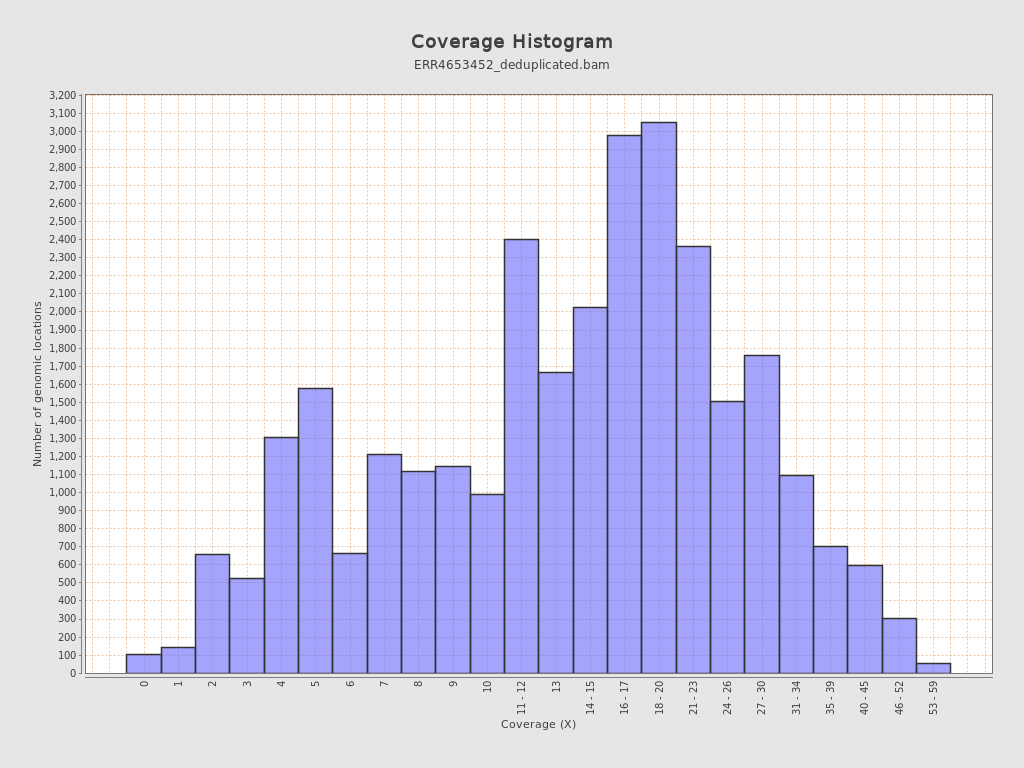 Coverage Histogram
ERR4653452_deduplicated.bam
Number of genomic locations
3,200
3,100
3,000
2,900
2,800
2,700
2,600
2,500
2,400
2,300
2,200
2,100
2,000
1,900
1,800
1,700
1,600
1,500
1,400
1,300
1,200
1,100
1,000
900
800
700
600
500
400
300
200
100
0
0
1
2
3
4
5
6
7
8
9
10
11 - 12
13
14 - 15
16 - 17
18 - 20
21 - 23
24 - 26
27 - 30
31 - 34
35 - 39
40 - 45
46 - 52
53 - 59
Coverage (X)